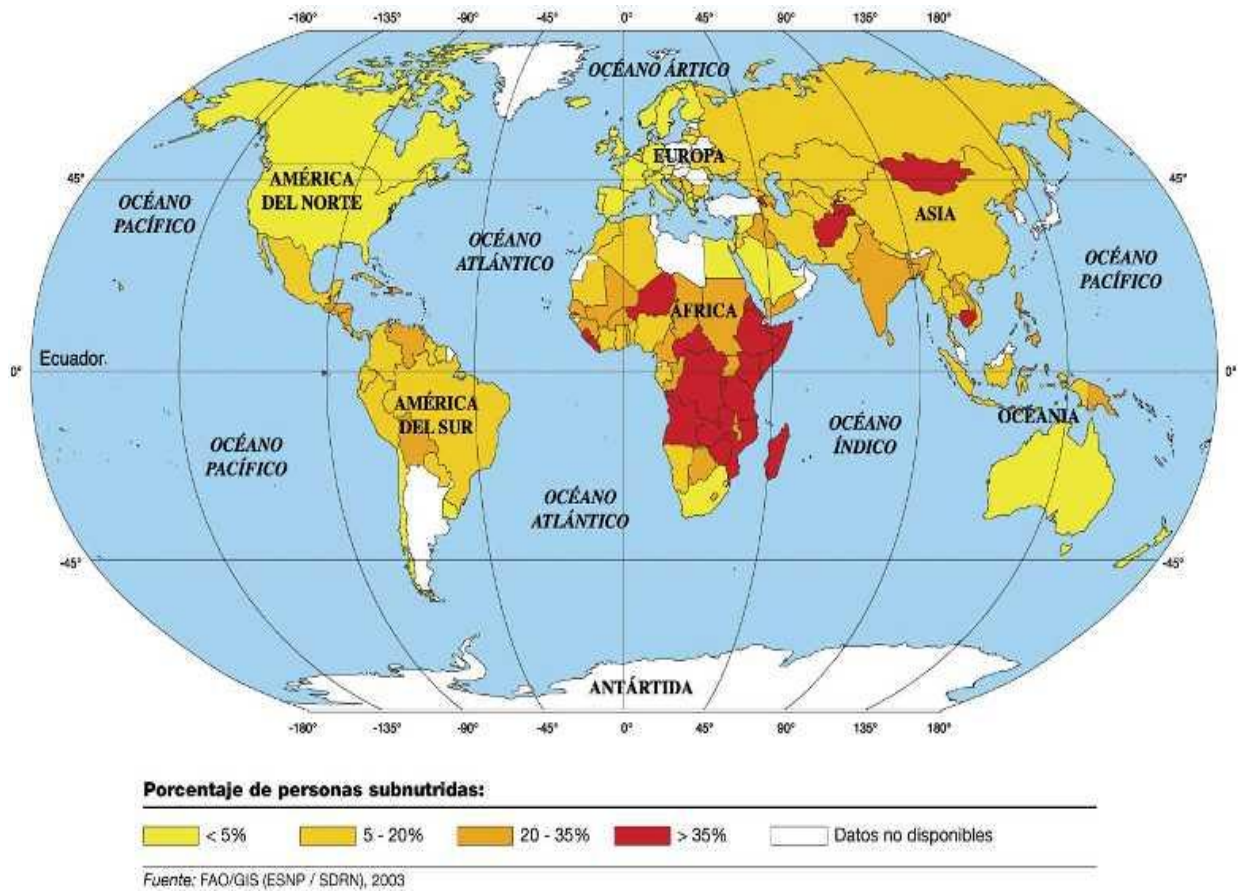 -180° -135° -90° -45° 0° 45° 90° 135° 180°
OCÉANO ÁRTICO
EUROPA
45° 45°
AMÉRICA
DEL NORTE
OCÉANO
PACÍFICO
ASIA
OCÉANO
ATLÁNTICO
OCÉANO
PACÍFICO
ÁFRICA
Ecuador
0° 0°
AMÉRICA
DEL SUR
OCEANÍA
OCÉANO
ÍNDICO
OCÉANO
PACÍFICO
OCÉANO
ATLÁNTICO
-45° -45°
ANTÁRTIDA
-180° -135° -90° -45° 0° 45° 90° 135° 180°
Porcentaje de personas subnutridas:
< 5% 5 - 20% 20 - 35% > 35% Datos no disponibles
Fuente: FAO/GIS (ESNP / SDRN), 2003